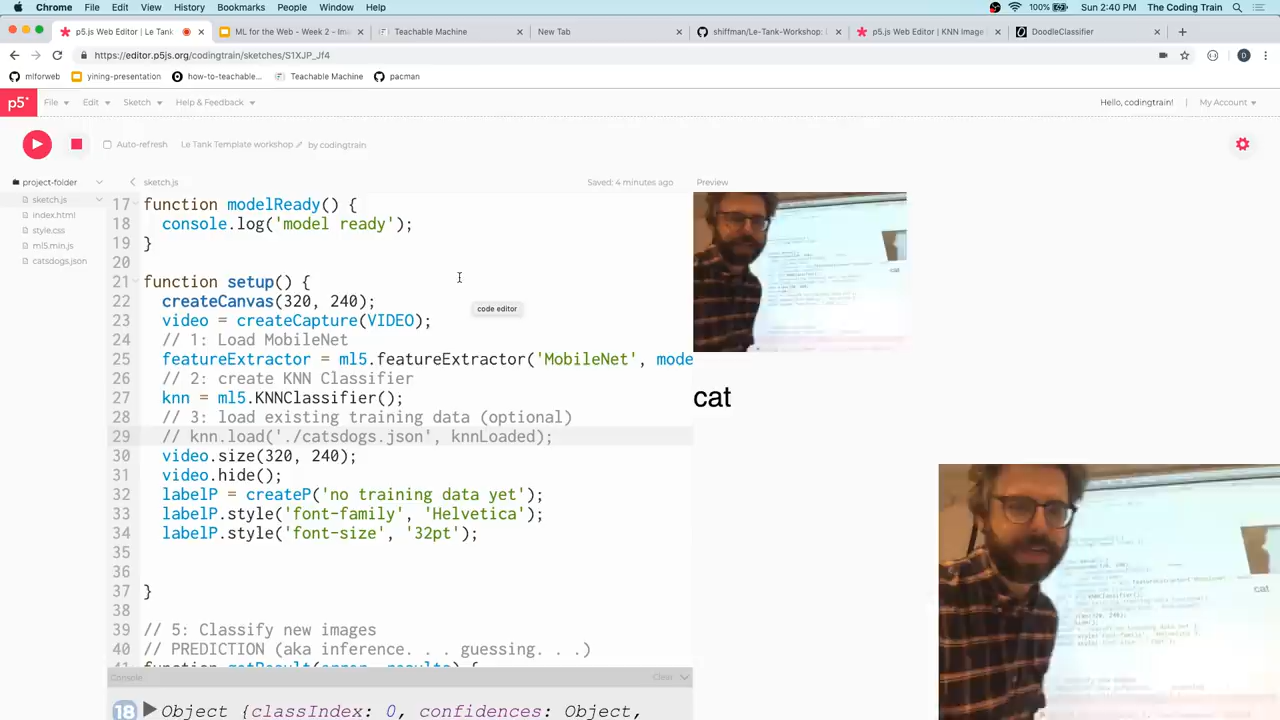 Chrome File Edit View History Bookmarks People Window Help 100% Sun 2:40 PM The Coding Train
p5.js Web Editor | Le Tank ML for the Web - Week 2 - Ima Teachable Machine New Tab shiffman/Le-Tank-Workshop: p5.js Web Editor | KNN Image DoodleClassifier
https://editor.p5js.org/codingtrain/sketches/S1XJP_Jf4
mlforweb yining-presentation how-to-teachable... Teachable Machine pacman
p5* File Edit Sketch Help & Feedback Hello, codingtrain! | My Account
Auto-refresh Le Tank Template workshop by codingtrain
project-folder sketch.js Saved: 4 minutes ago Preview
sketch.js
index.html
style.css
ml5.min.js
catsdogs.json
17 function modelReady() {
18 console.log('model ready');
19 }
20
21 function setup() {
22 createCanvas(320, 240);
23 video = createCapture(VIDEO);
24 // 1: Load MobileNet
25 featureExtractor = ml5.featureExtractor('MobileNet', mode
26 // 2: create KNN Classifier
27 knn = ml5.KNNClassifier();
28 // 3: load existing training data (optional)
29 // knn.load('./catsdogs.json', knnLoaded);
30 video.size(320, 240);
31 video.hide();
32 labelP = createP('no training data yet');
33 labelP.style('font-family', 'Helvetica');
34 labelP.style('font-size', '32pt');
35
36
37 }
38
39 // 5: Classify new images
40 // PREDICTION (aka inference. . . . guessing. . . .)
code editor
cat
cat
cat
Console Clear
18 Object {classIndex: 0, confidences: Object,